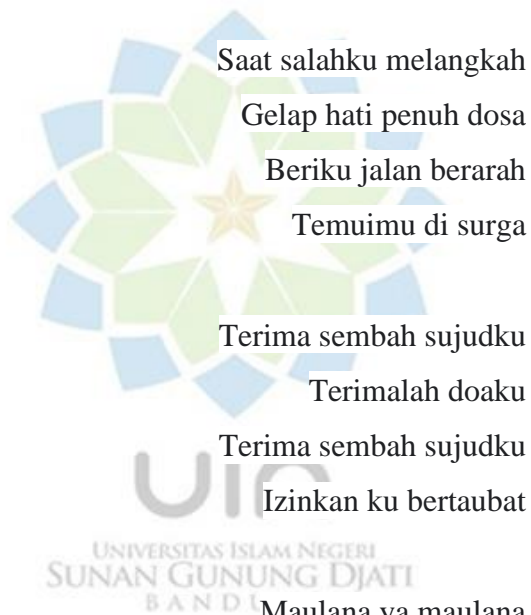 Saat salahku melangkah
Gelap hati penuh dosa
Beriku jalan berarah
Temuimu di surga
Terima sembah sujudku
Terimalah doaku
Terima sembah sujudku
Izinkan ku bertaubat
uin
UNIVERSITAS ISLAM NEGERI
SUNAN GUNUNG DJATI
BANDU
Maulana ya maulana